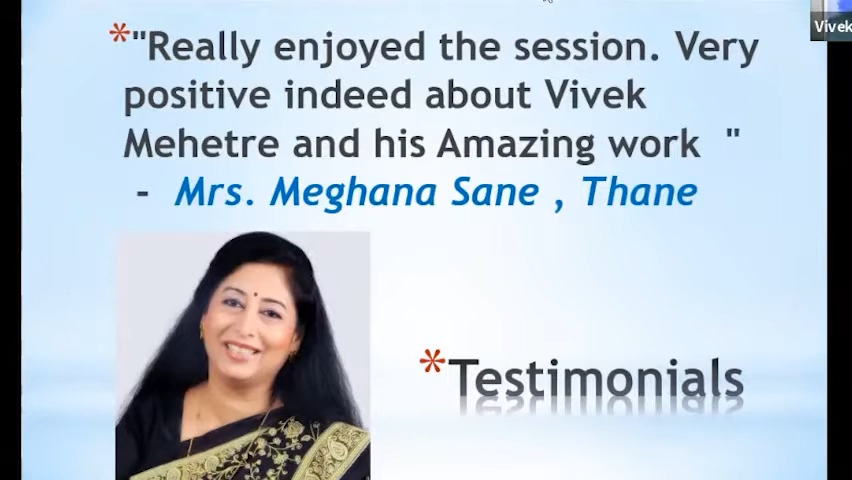 *"Really enjoyed the session. Very
positive indeed about Vivek
Mehetre and his Amazing work "
- Mrs. Meghana Sane , Thane
*Testimonials
Vivek